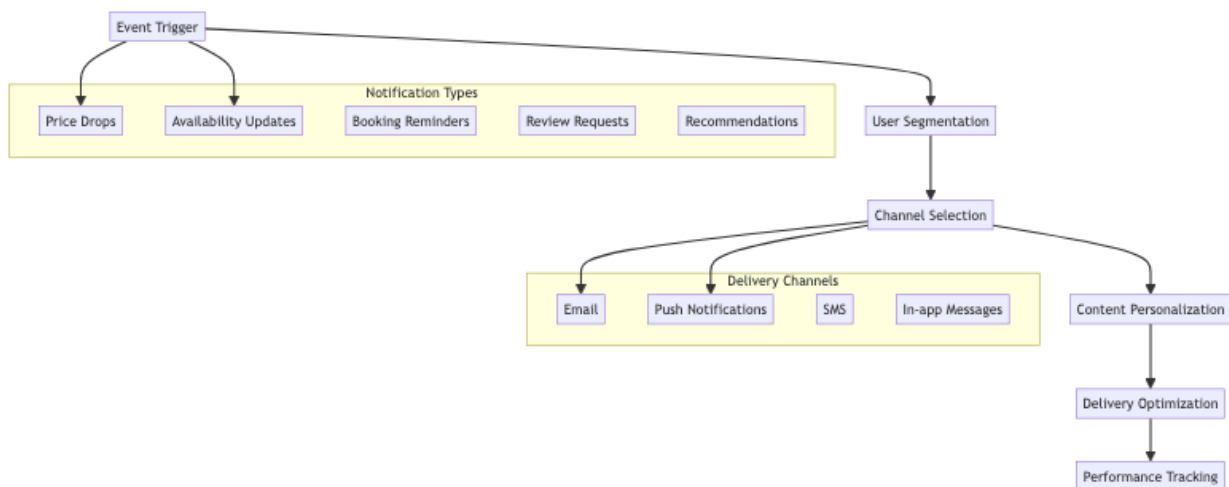 Event Trigger
Notification Types
Price Drops
Availability Updates
Booking Reminders
Review Requests
Recommendations
User Segmentation
Channel Selection
Delivery Channels
Email
Push Notifications
SMS
In-app Messages
Content Personalization
Delivery Optimization
Performance Tracking